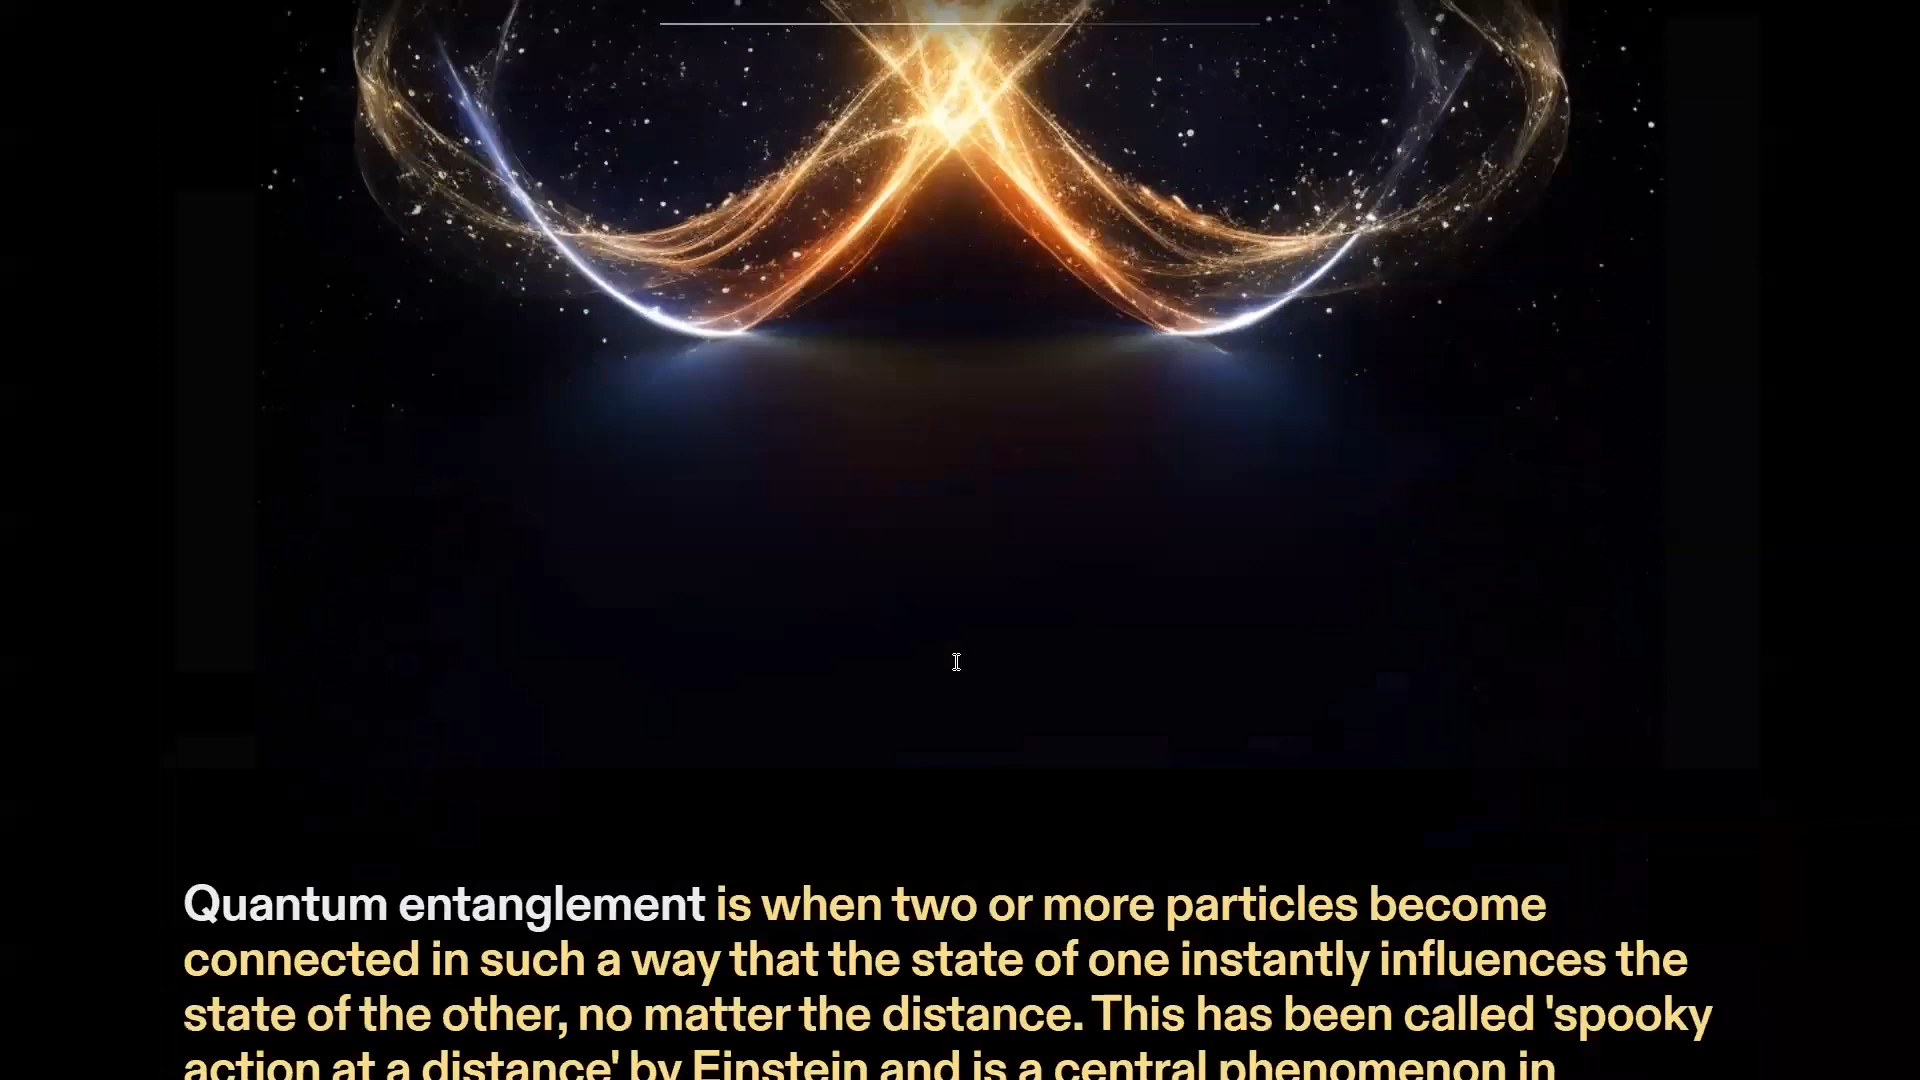 Quantum entanglement is when two or more particles become
connected in such a way that the state of one instantly influences the
state of the other, no matter the distance. This has been called 'spooky
action at a distance' by Einstein and is a central phenomenon in